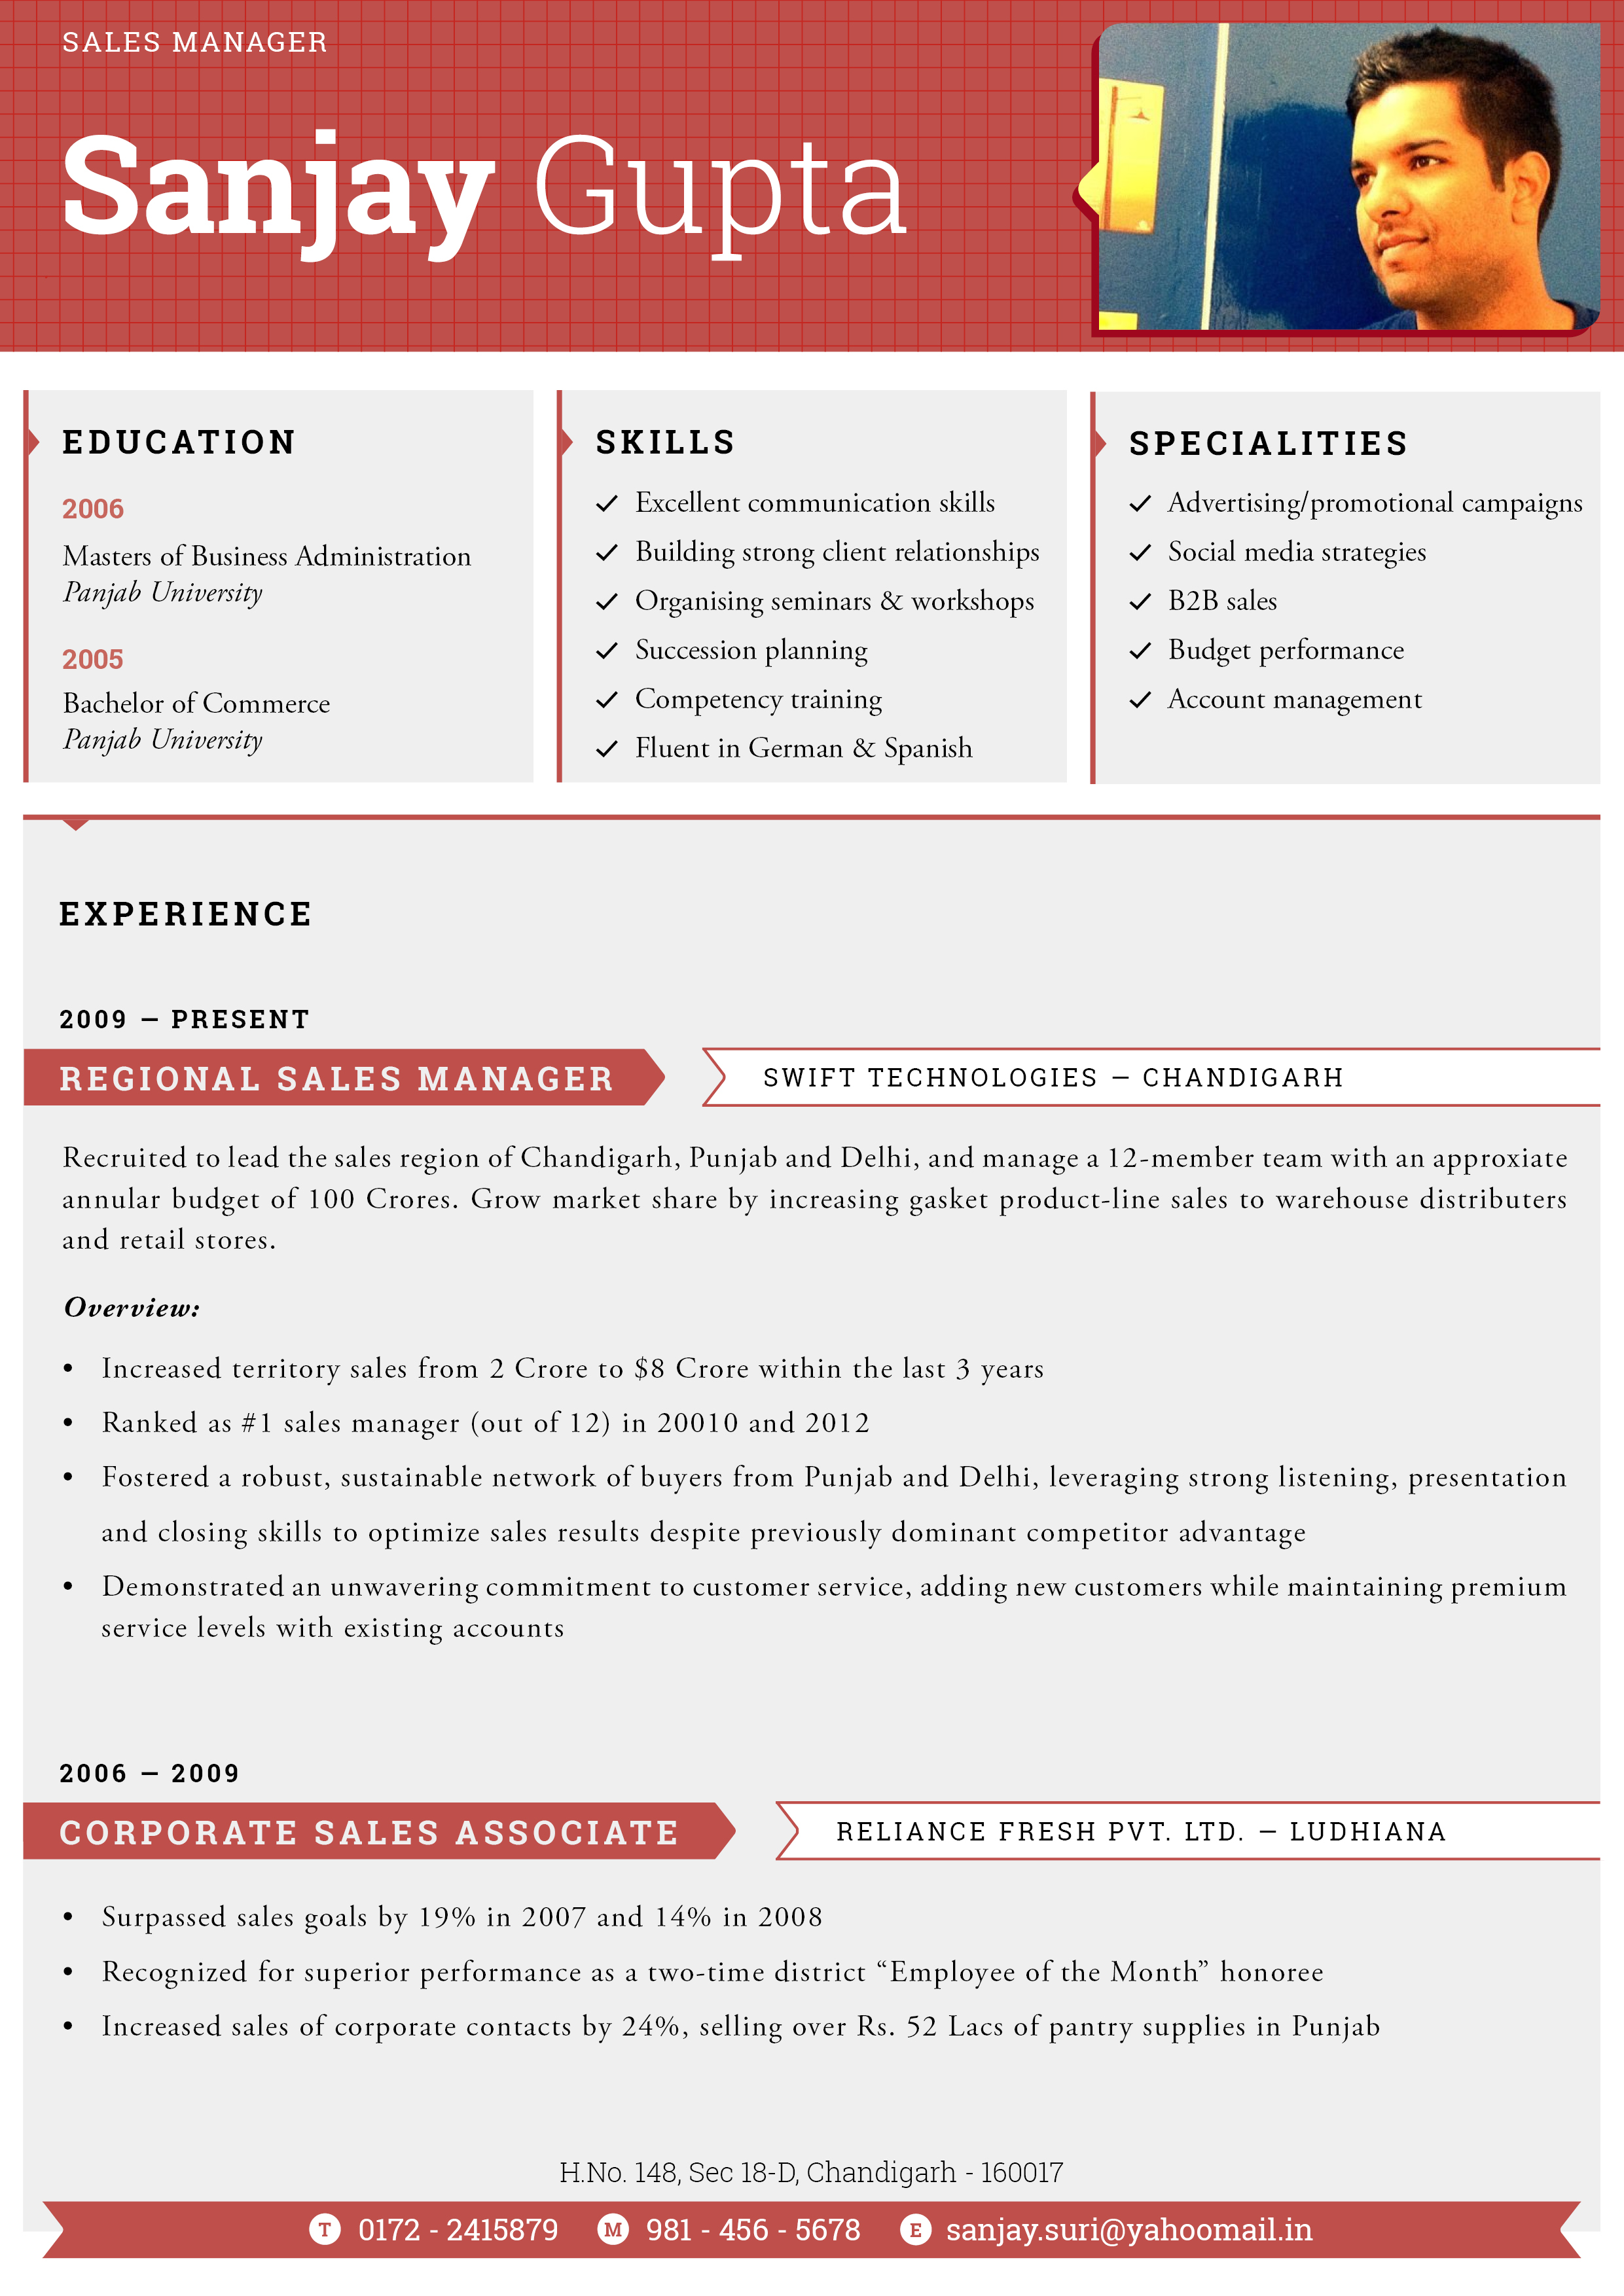 SALES MANAGER
Sanjay Gupta
EDUCATION
2006
Masters of Business Administration
Panjab University
2005
Bachelor of Commerce
Panjab University
SKILLS
Excellent communication skills
Building strong client relationships
Organising seminars & workshops
Succession planning
Competency training
Fluent in German & Spanish
SPECIALITIES
Advertising/promotional campaigns
Social media strategies
B2B sales
Budget performance
Account management
EXPERIENCE
2009 – PRESENT
REGIONAL SALES MANAGER
SWIFT TECHNOLOGIES – CHANDIGARH
Recruited to lead the sales region of Chandigarh, Punjab and Delhi, and manage a 12-member team with an approxiate
annular budget of 100 Crores. Grow market share by increasing gasket product-line sales to warehouse distributers
and retail stores.
Overview:
• Increased territory sales from 2 Crore to $8 Crore within the last 3 years
• Ranked as #1 sales manager (out of 12) in 20010 and 2012
• Fostered a robust, sustainable network of buyers from Punjab and Delhi, leveraging strong listening, presentation
and closing skills to optimize sales results despite previously dominant competitor advantage
• Demonstrated an unwavering commitment to customer service, adding new customers while maintaining premium
service levels with existing accounts
2006 – 2009
CORPORATE SALES ASSOCIATE
RELIANCE FRESH PVT. LTD. – LUDHIANA
• Surpassed sales goals by 19% in 2007 and 14% in 2008
• Recognized for superior performance as a two-time district “Employee of the Month” honoree
• Increased sales of corporate contacts by 24%, selling over Rs. 52 Lacs of pantry supplies in Punjab
H.No. 148, Sec 18-D, Chandigarh - 160017
T 0172 - 2415879 M 981 - 456 - 5678 E sanjay.suri@yahoomail.in